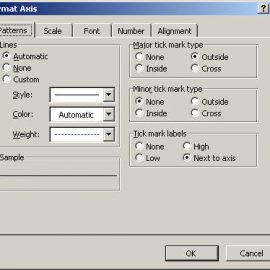 rmat Axis
Patterns Scale Font Number Alignment
Lines
Automatic
None
Custom
Style:
Color: Automatic
Weight:
Sample
Major tick mark type
None Outside
Inside Cross
Minor tick mark type
None Outside
Inside Cross
Tick mark labels
None High
Low Next to axis
OK Cancel